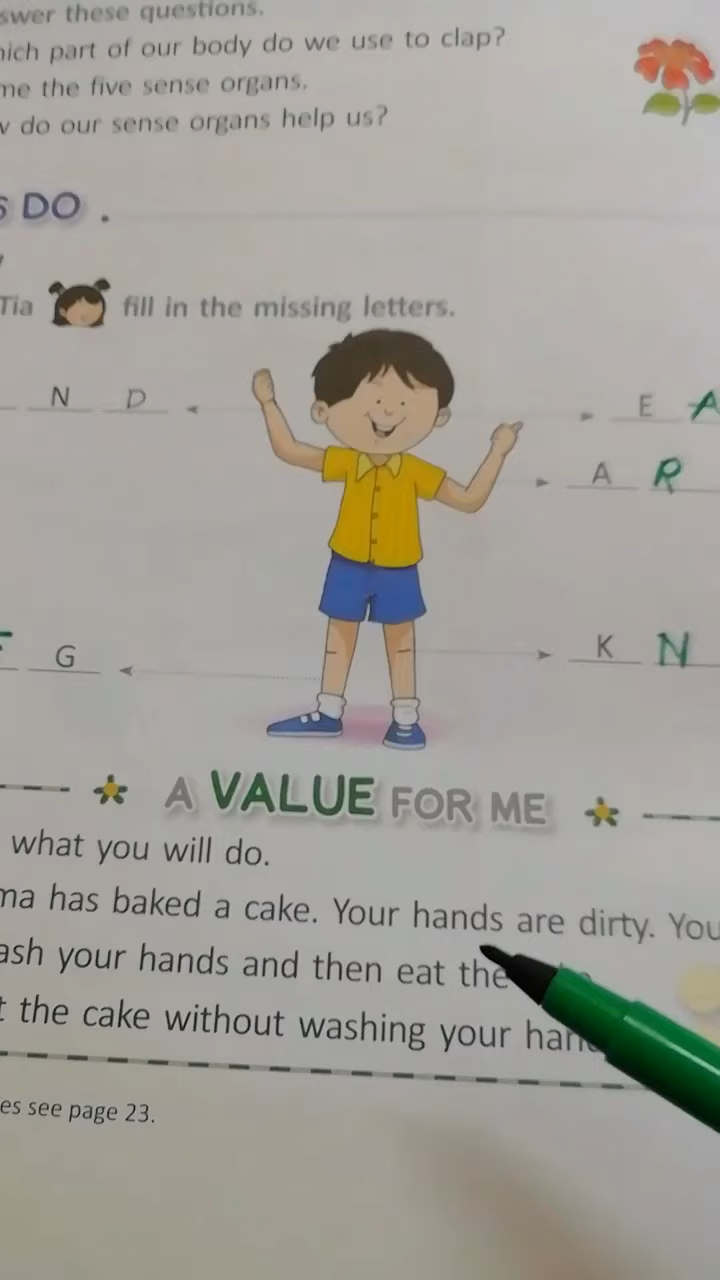 swer these questions.
hich part of our body do we use to clap?
me the five sense organs.
w do our sense organs help us?
S DO .
Tia fill in the missing letters.
N D
E A
A R
G
K N
A VALUE FOR ME
what you will do.
ma has baked a cake. Your hands are dirty. You
ash your hands and then eat the
t the cake without washing your han
es see page 23.